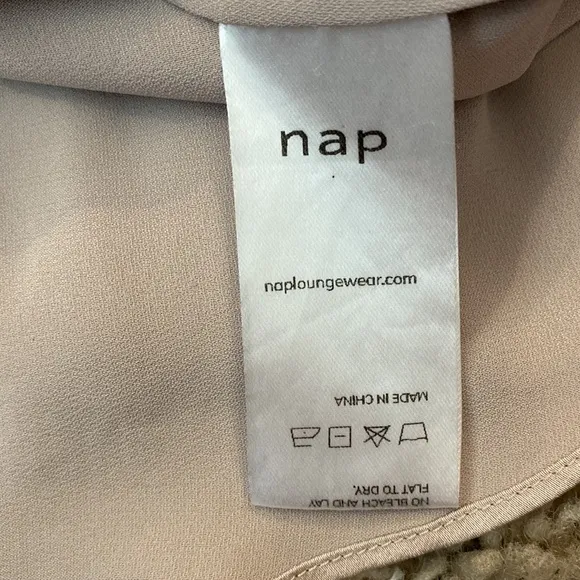 nap
naploungewear.com
NO BLEACH AND LAY
FLAT TO DRY.
MADE IN CHINA